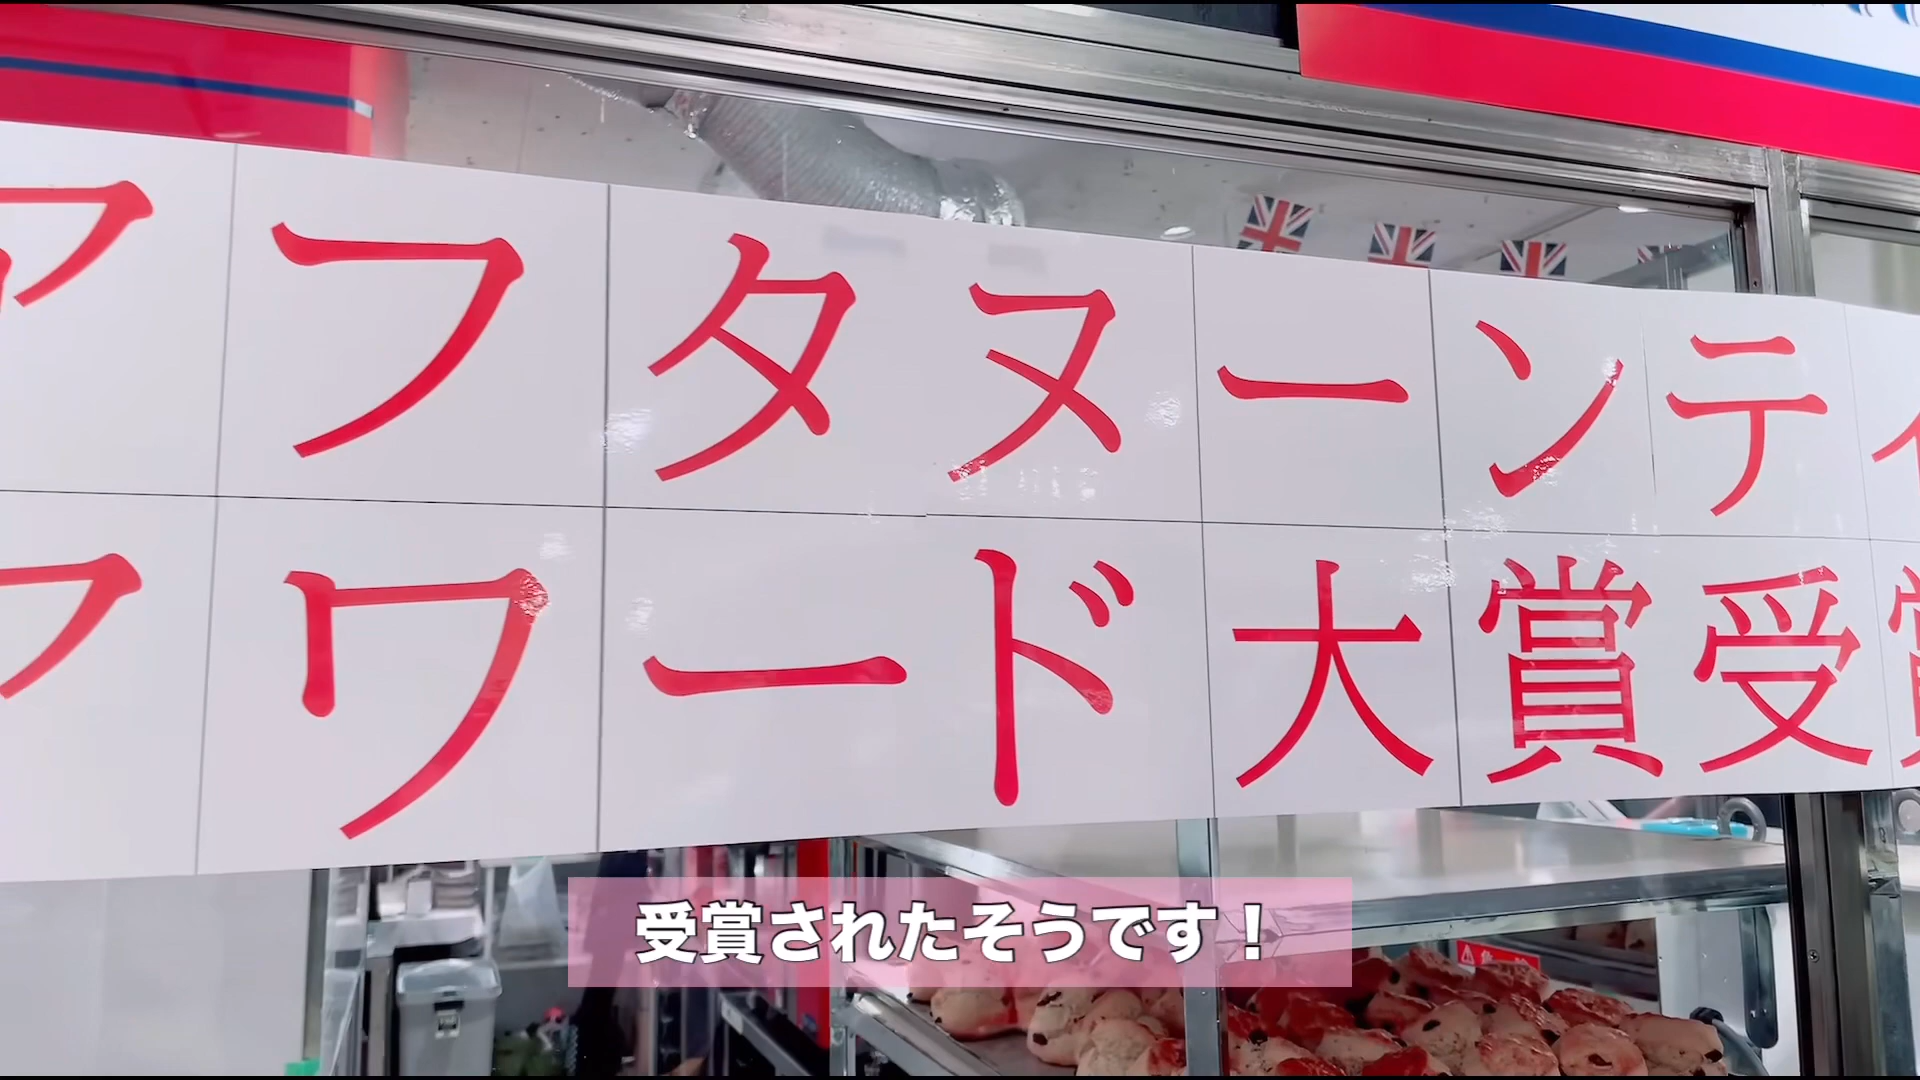 アフタヌーンティ
アワード大賞受賞
受賞されたそうです！